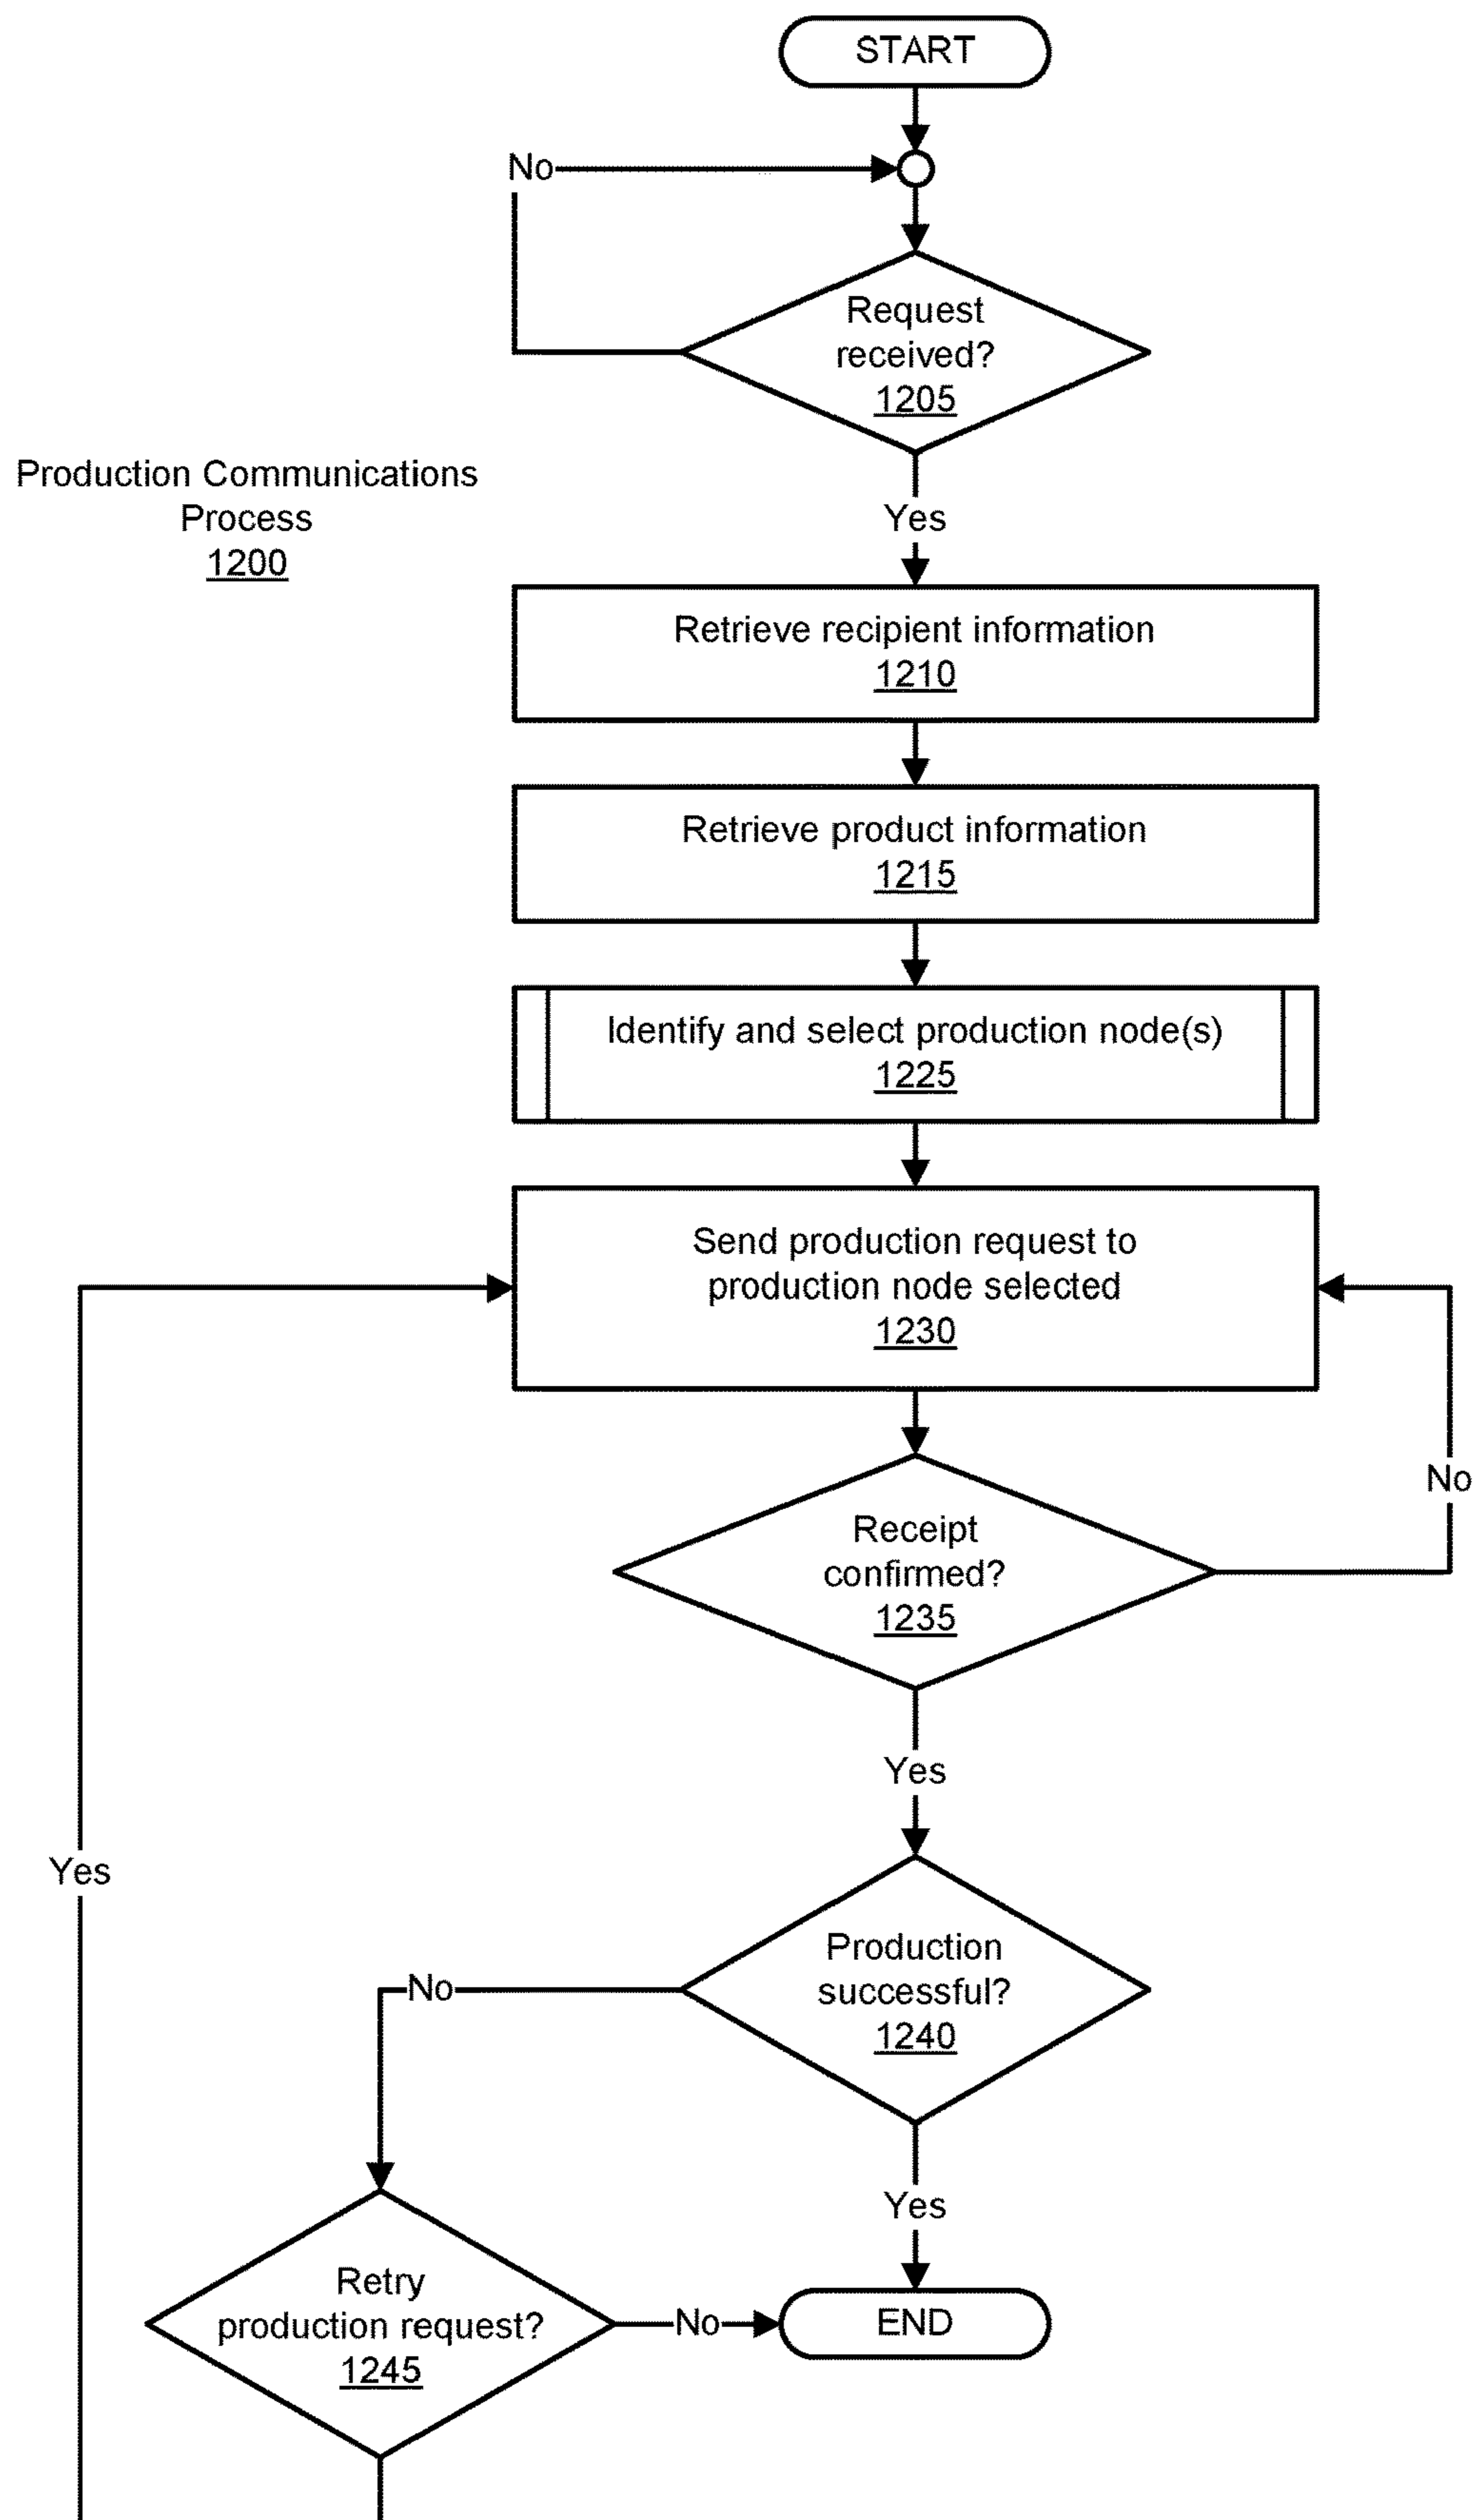 START
No
Request
received?
1205
Production Communications
Process
1200
Yes
Retrieve recipient information
1210
Retrieve product information
1215
Identify and select production node(s)
1225
Send production request to
production node selected
1230
No
Receipt
confirmed?
1235
Yes
Yes
Production
successful?
1240
No
Yes
Retry
production request?
1245
No
END